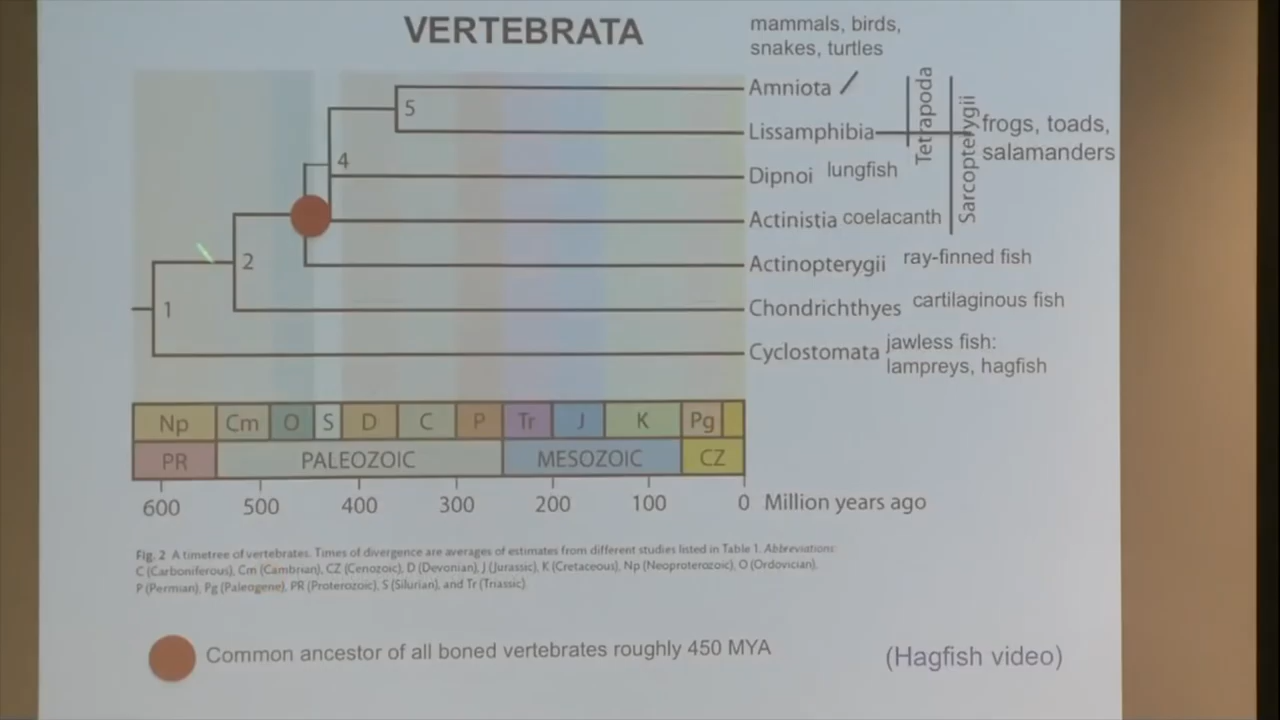 VERTEBRATA
mammals, birds,
snakes, turtles
Amniota
Lissamphibia
Tetrapoda
Sarcopterygii
frogs, toads,
salamanders
Dipnoi lungfish
Actinistia coelacanth
Actinopterygii ray-finned fish
Chondrichthyes cartilaginous fish
Cyclostomata jawless fish:
lampreys, hagfish
5
4
2
1
Np Cm O S D C P Tr J K Pg
PR PALEOZOIC MESOZOIC CZ
600 500 400 300 200 100 0 Million years ago
Fig. 2 A timetree of vertebrates. Times of divergence are averages of estimates from different studies listed in Table 1. Abbreviations:
C (Carboniferous), Cm (Cambrian), CZ (Cenozoic), D (Devonian), J (Jurassic), K (Cretaceous), Np (Neoproterozoic), O (Ordovician),
P (Permian), Pg (Paleogene), PR (Proterozoic), S (Silurian), and Tr (Triassic).
Common ancestor of all boned vertebrates roughly 450 MYA
(Hagfish video)